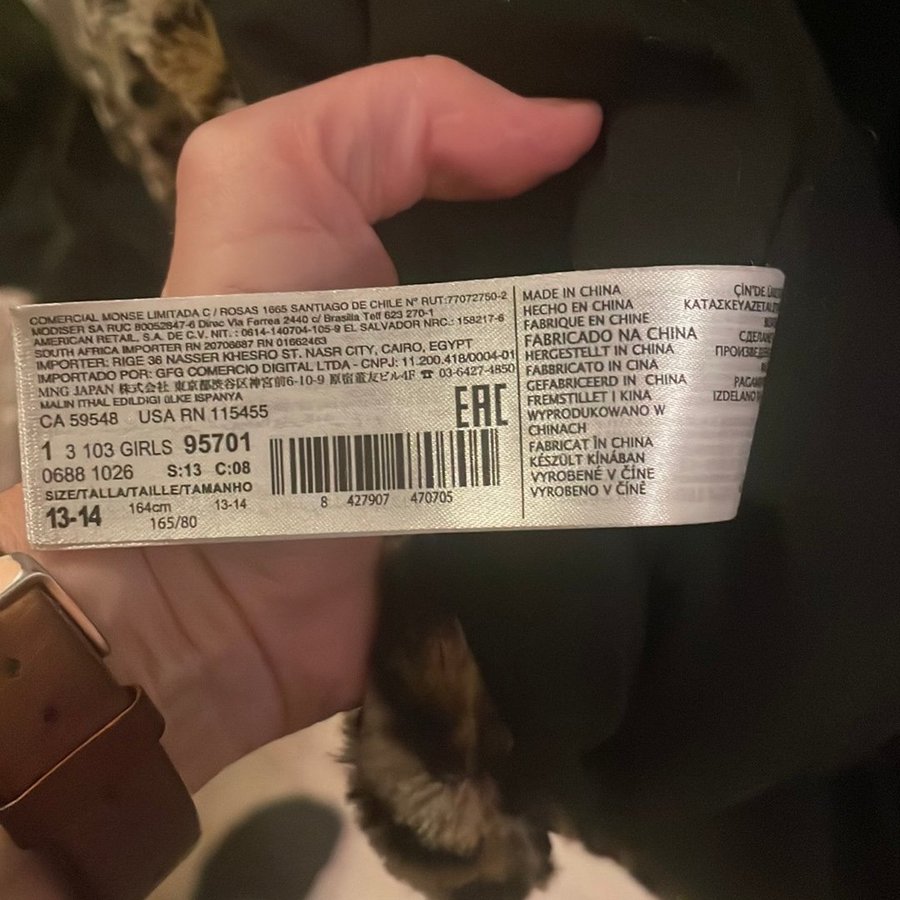 COMERCIAL MONSE LIMITADA C / ROSAS 1665 SANTIAGO DE CHILE Nº RUT:77072750-2
MODISER SA RUC 80052847-6 Direc Via Ferrea 2440 c/ Brasilia Telf 623 270-1
AMERICAN RETAIL, S.A. DE C.V. NIT. : 0614-140704-105-9 EL SALVADOR NRC.: 158217-6
SOUTH AFRICA IMPORTER RN 20706687 RN 01662463
IMPORTER: RIGE 36 NASSER KHESRO ST. NASR CITY, CAIRO, EGYPT
IMPORTADO POR: GFG COMERCIO DIGITAL LTDA - CNPJ: 11.200.418/0004-01
MNG JAPAN 株式会社 東京都渋谷区神宮前6-10-9 原宿董友ビル4F ☎ 03-6427-4850
MALIN ITHAL EDILDIGI ÜLKE ISPANYA
CA 59548 USA RN 115455
EAC
1 3 103 GIRLS 95701
0688 1026 S:13 C:08
SIZE/TALLA/TAILLE/TAMANHO
13-14 164cm 13-14
165/80
8 427907 470705
MADE IN CHINA
HECHO EN CHINA
FABRIQUE EN CHINE
FABRICADO NA CHINA
HERGESTELLT IN CHINA
FABBRICATO IN CINA
GEFABRICEERD IN CHINA
FREMSTILLET I KINA
WYPRODUKOWANO W
CHINACH
FABRICAT ÎN CHINA
KÉSZÜLT KÍNÁBAN
VYROBENÉ V ČÍNE
VYROBENO V ČÍNĚ
ÇİN'DE